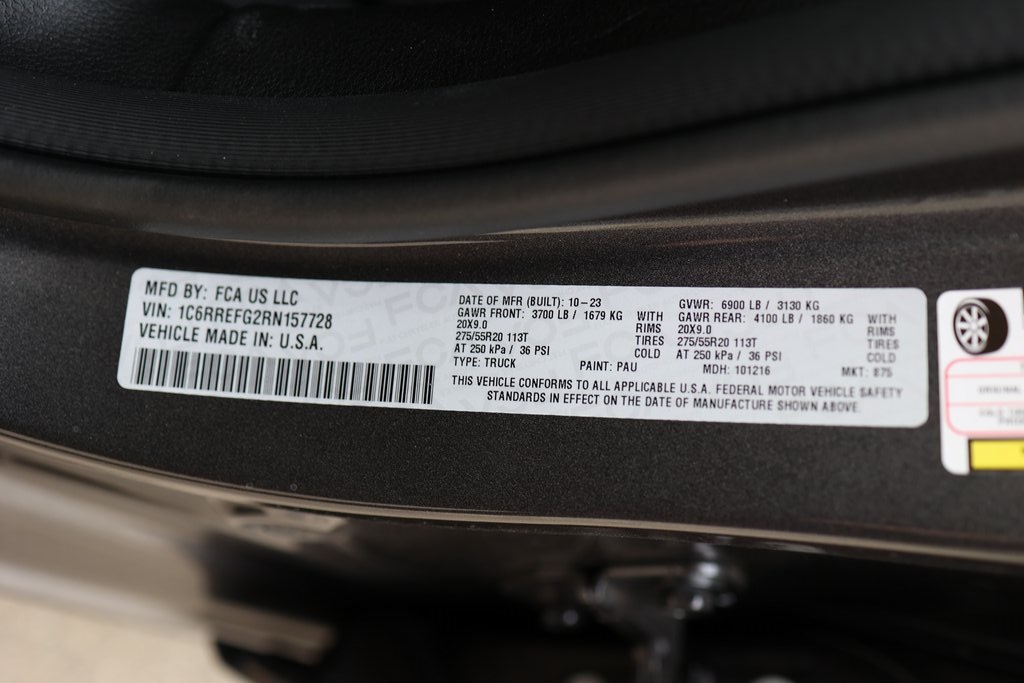 MFD BY: FCA US LLC
VIN: 1C6RREFG2RN157728
VEHICLE MADE IN: U.S.A.
DATE OF MFR (BUILT): 10-23
GAWR FRONT: 3700 LB / 1679 KG WITH
20X9.0 RIMS
275/55R20 113T TIRES
AT 250 kPa / 36 PSI COLD
TYPE: TRUCK PAINT: PAU
GVWR: 6900 LB / 3130 KG
GAWR REAR: 4100 LB / 1860 KG WITH
20X9.0 RIMS
275/55R20 113T TIRES
AT 250 kPa / 36 PSI COLD
MDH: 101216 MKT: 875
THIS VEHICLE CONFORMS TO ALL APPLICABLE U.S.A. FEDERAL MOTOR VEHICLE SAFETY
STANDARDS IN EFFECT ON THE DATE OF MANUFACTURE SHOWN ABOVE.